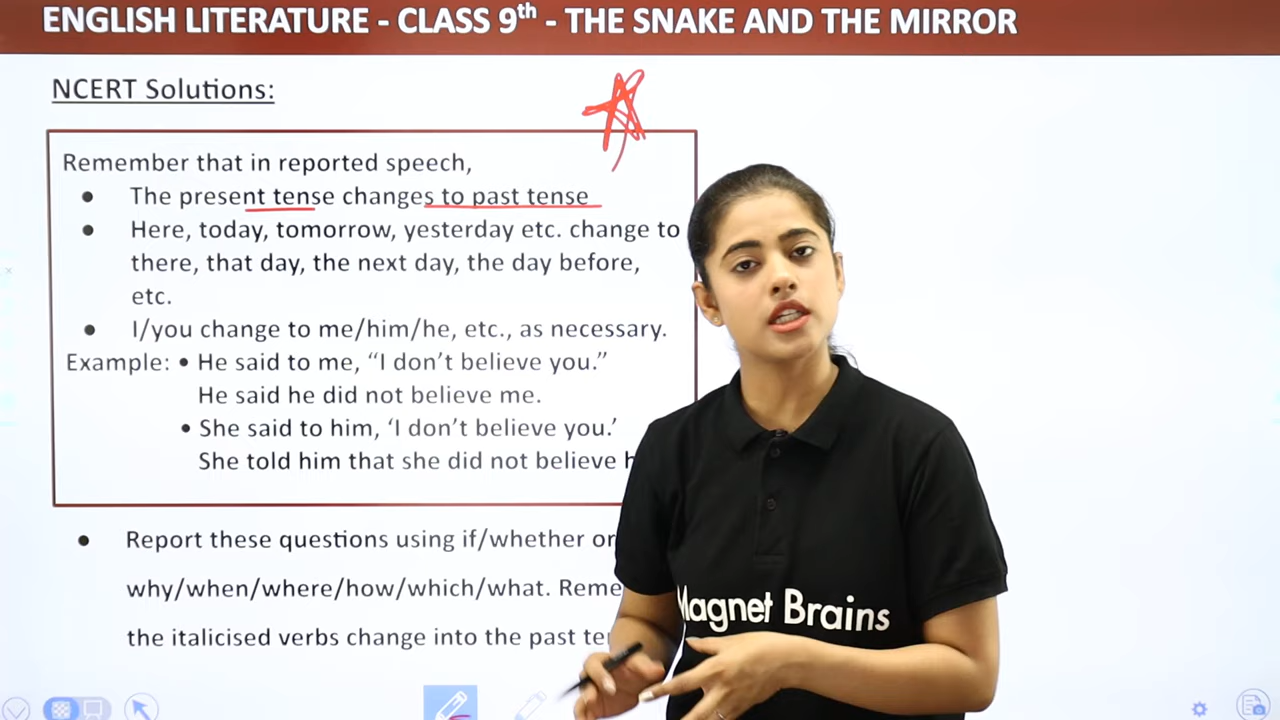 ENGLISH LITERATURE - CLASS 9th - THE SNAKE AND THE MIRROR
NCERT Solutions:
Remember that in reported speech,
● The present tense changes to past tense
● Here, today, tomorrow, yesterday etc. change to
there, that day, the next day, the day before,
etc.
● I/you change to me/him/he, etc., as necessary.
Example: • He said to me, “I don’t believe you.”
He said he did not believe me.
• She said to him, ‘I don’t believe you.’
She told him that she did not believe
● Report these questions using if/whether or
why/when/where/how/which/what.
the italicised verbs change into the past
Magnet Brains